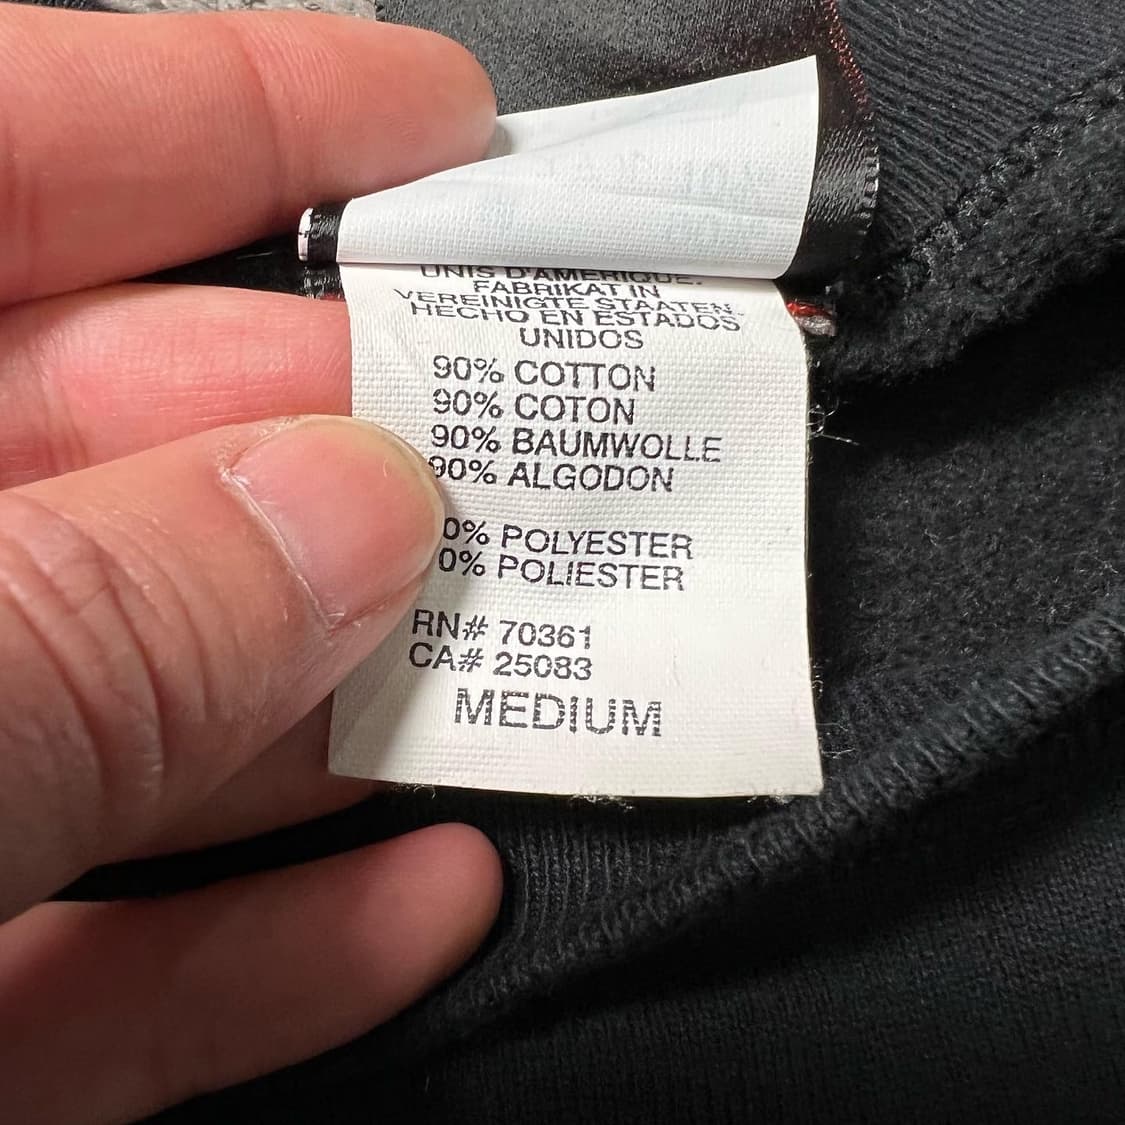 UNIS D'AMERIQUE.
FABRIKAT IN
VEREINIGTE STAATEN.
HECHO EN ESTADOS
UNIDOS
90% COTTON
90% COTON
90% BAUMWOLLE
90% ALGODON
0% POLYESTER
0% POLIESTER
RN# 70361
CA# 25083
MEDIUM